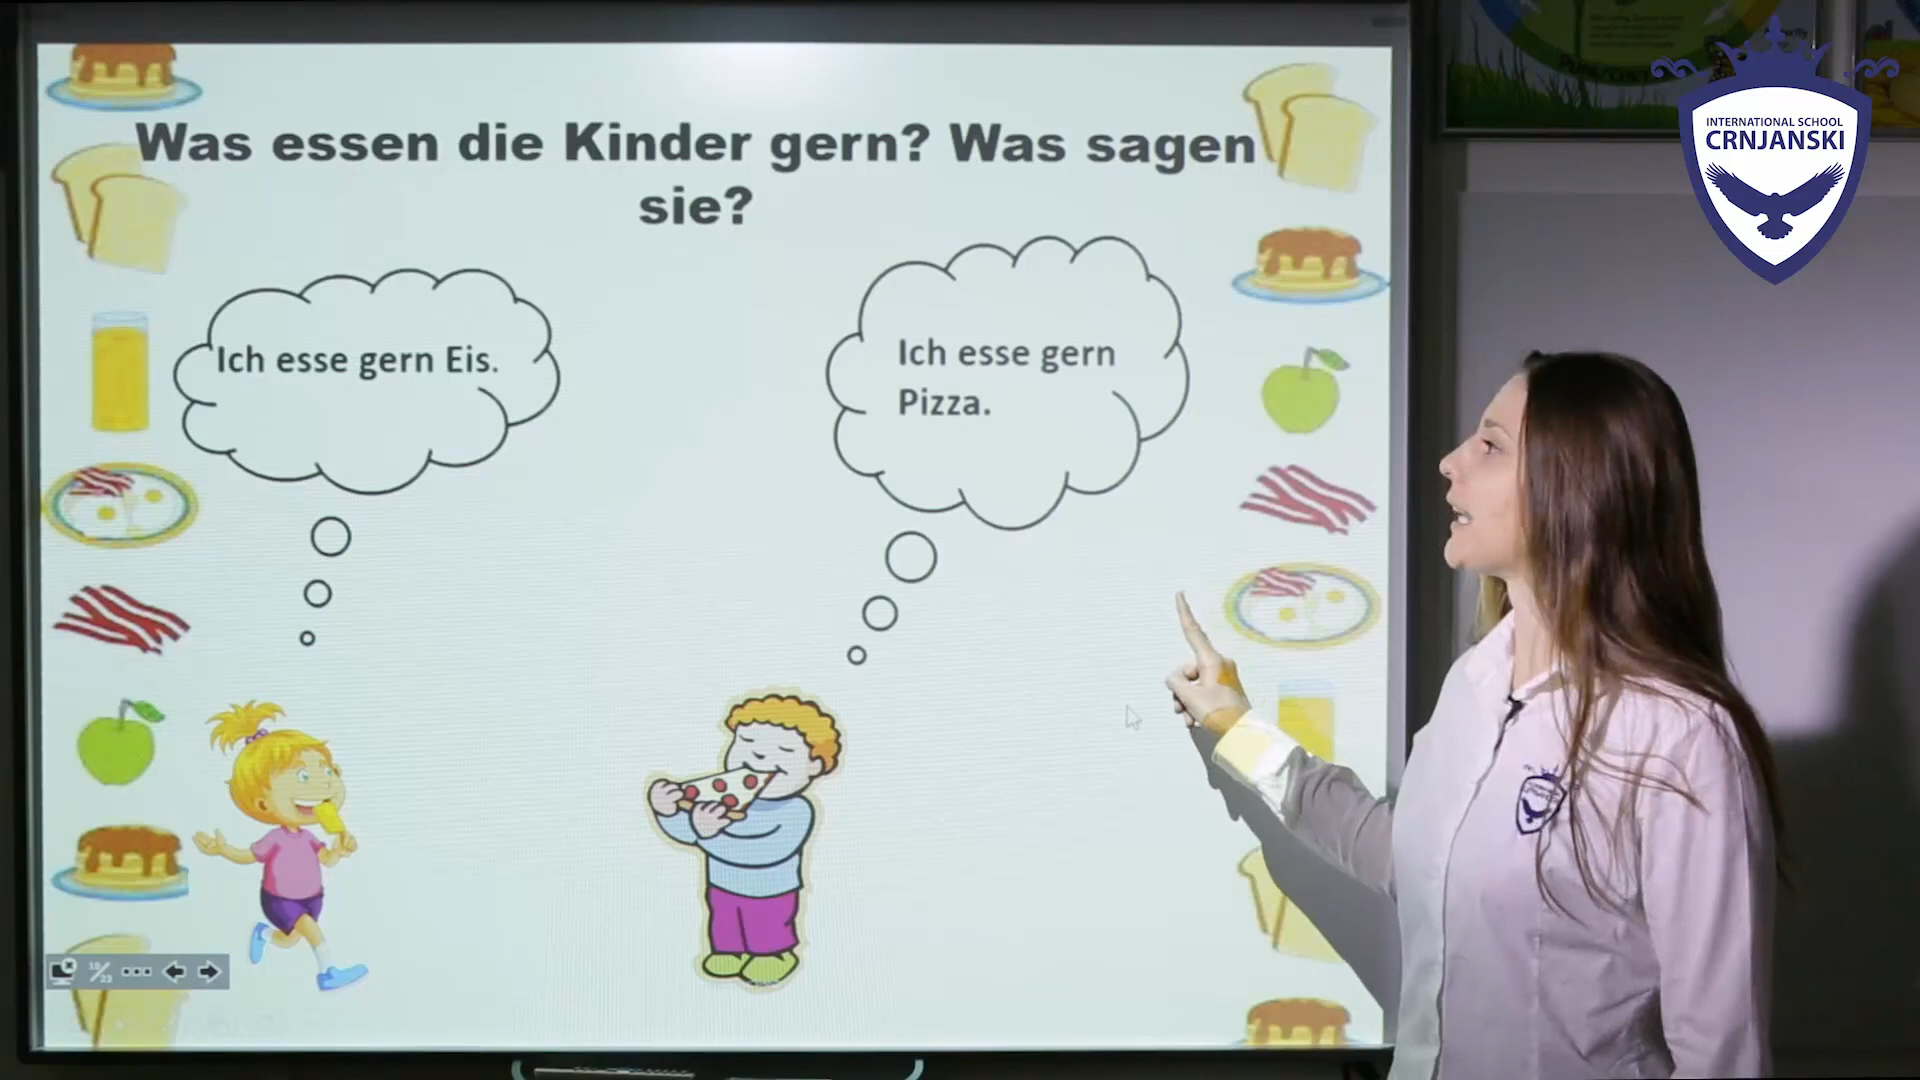 Was essen die Kinder gern? Was sagen
sie?
Ich esse gern Eis.
Ich esse gern
Pizza.
INTERNATIONAL SCHOOL
CRNJANSKI